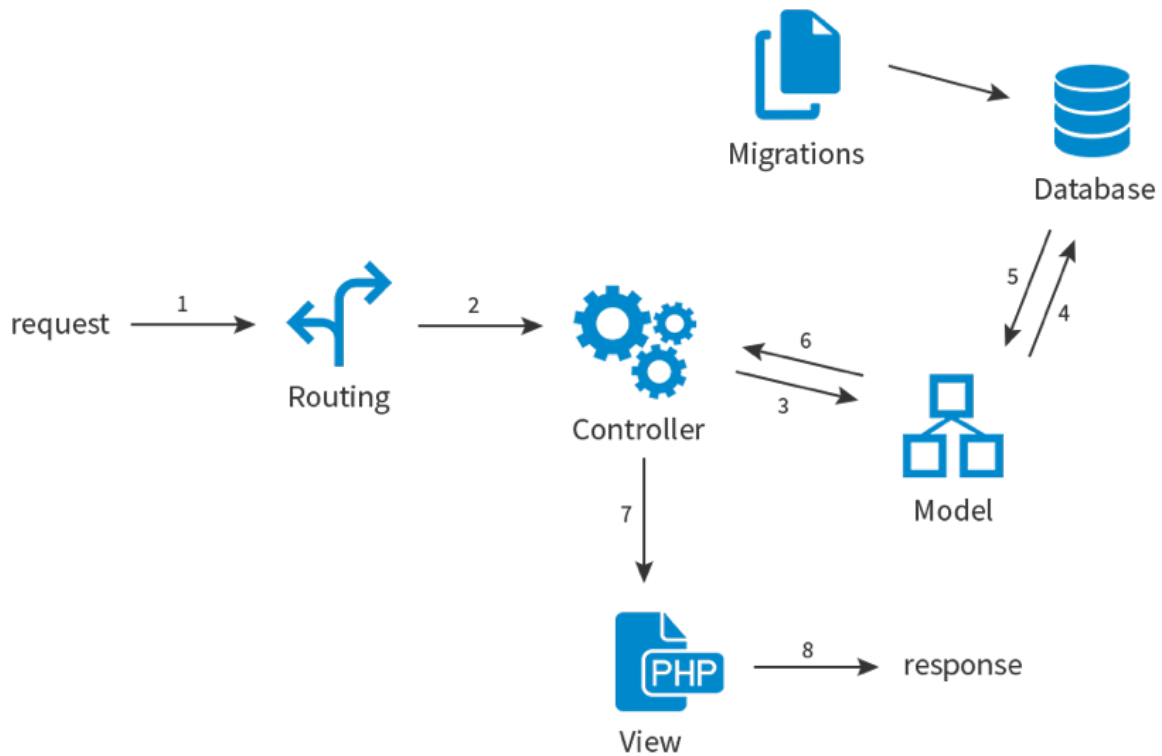 Migrations
Database
5
4
request
1
Routing
2
Controller
6
3
Model
7
PHP
View
8
response